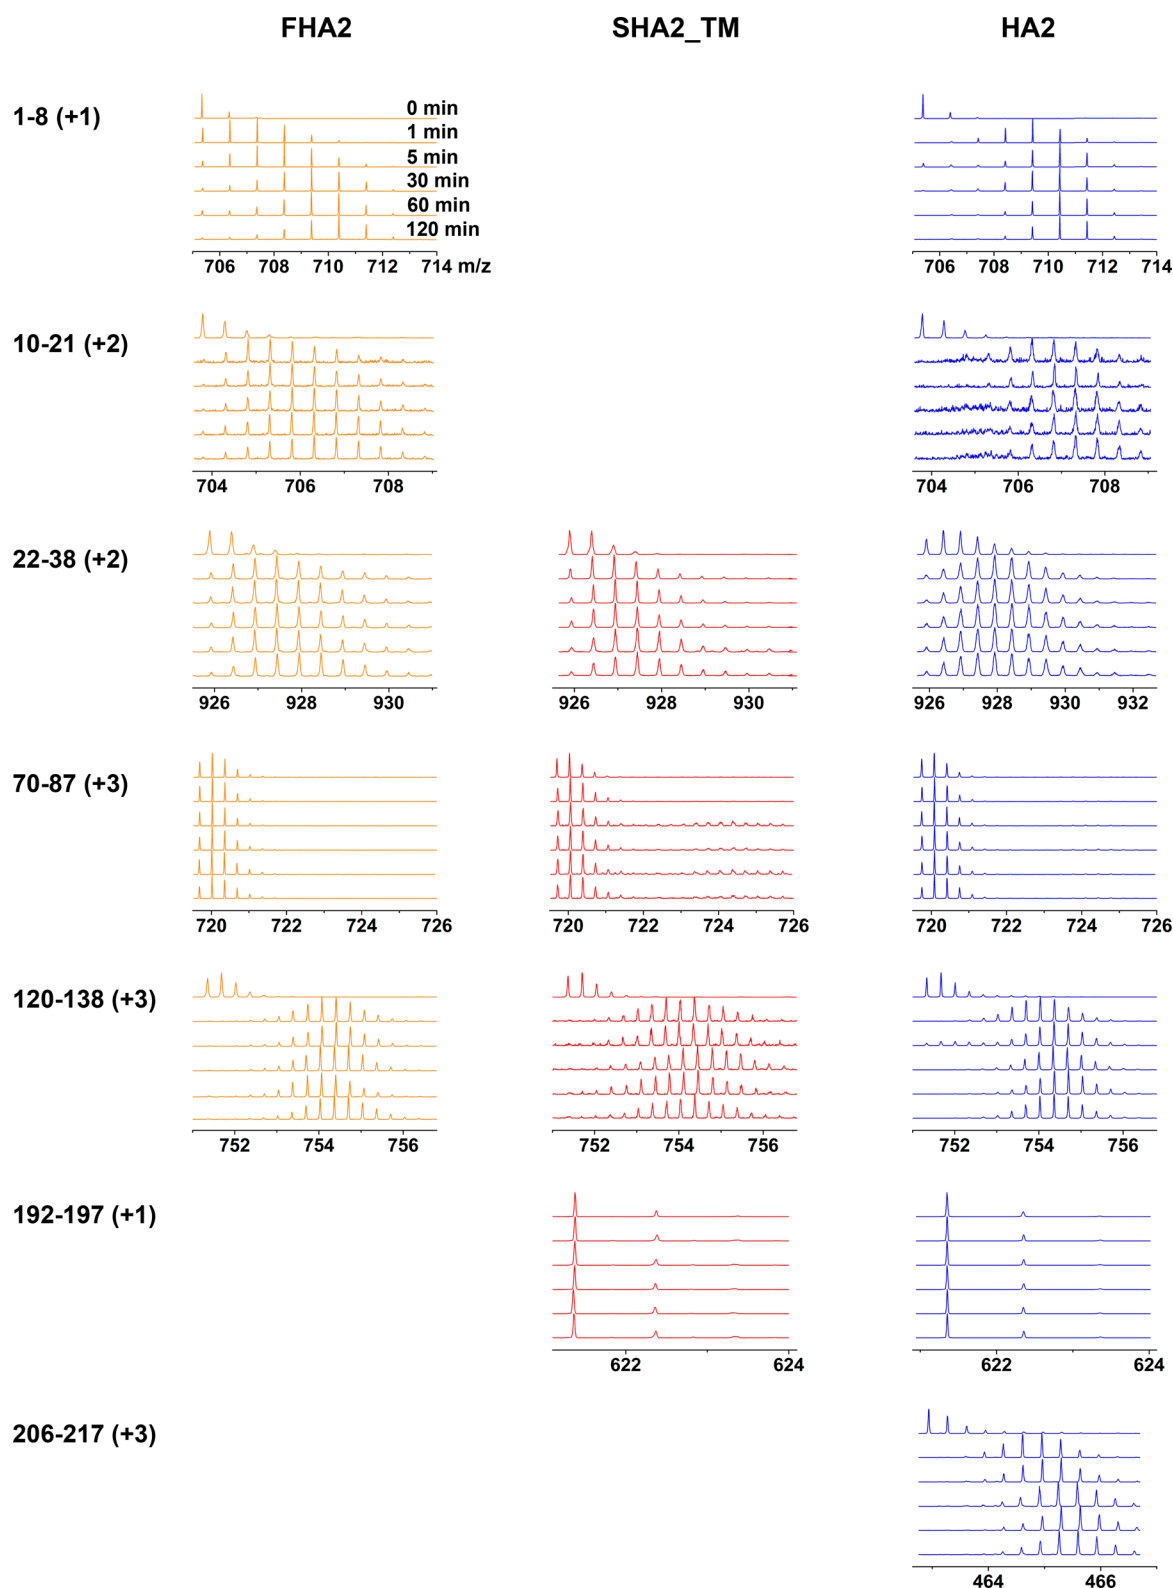 FHA2 SHA2_TM HA2
1-8 (+1)
0 min
1 min
5 min
30 min
60 min
120 min
706 708 710 712 714 m/z
706 708 710 712 714
10-21 (+2)
704 706 708
704 706 708
22-38 (+2)
926 928 930
926 928 930
926 928 930 932
70-87 (+3)
720 722 724 726
720 722 724 726
720 722 724 726
120-138 (+3)
752 754 756
752 754 756
752 754 756
192-197 (+1)
622 624
622 624
206-217 (+3)
464 466